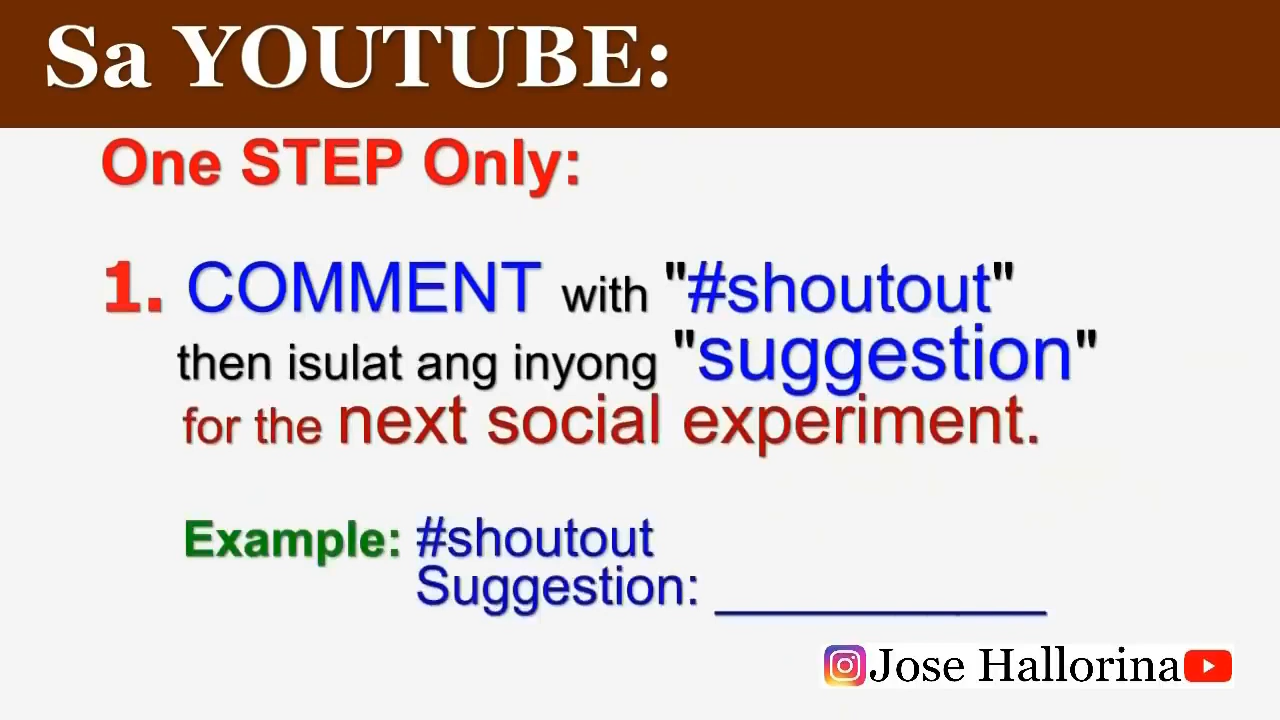 Sa YOUTUBE:
One STEP Only:
1. COMMENT with "#shoutout"
then isulat ang inyong "suggestion"
for the next social experiment.
Example: #shoutout
Suggestion: ____________
Jose Hallorina